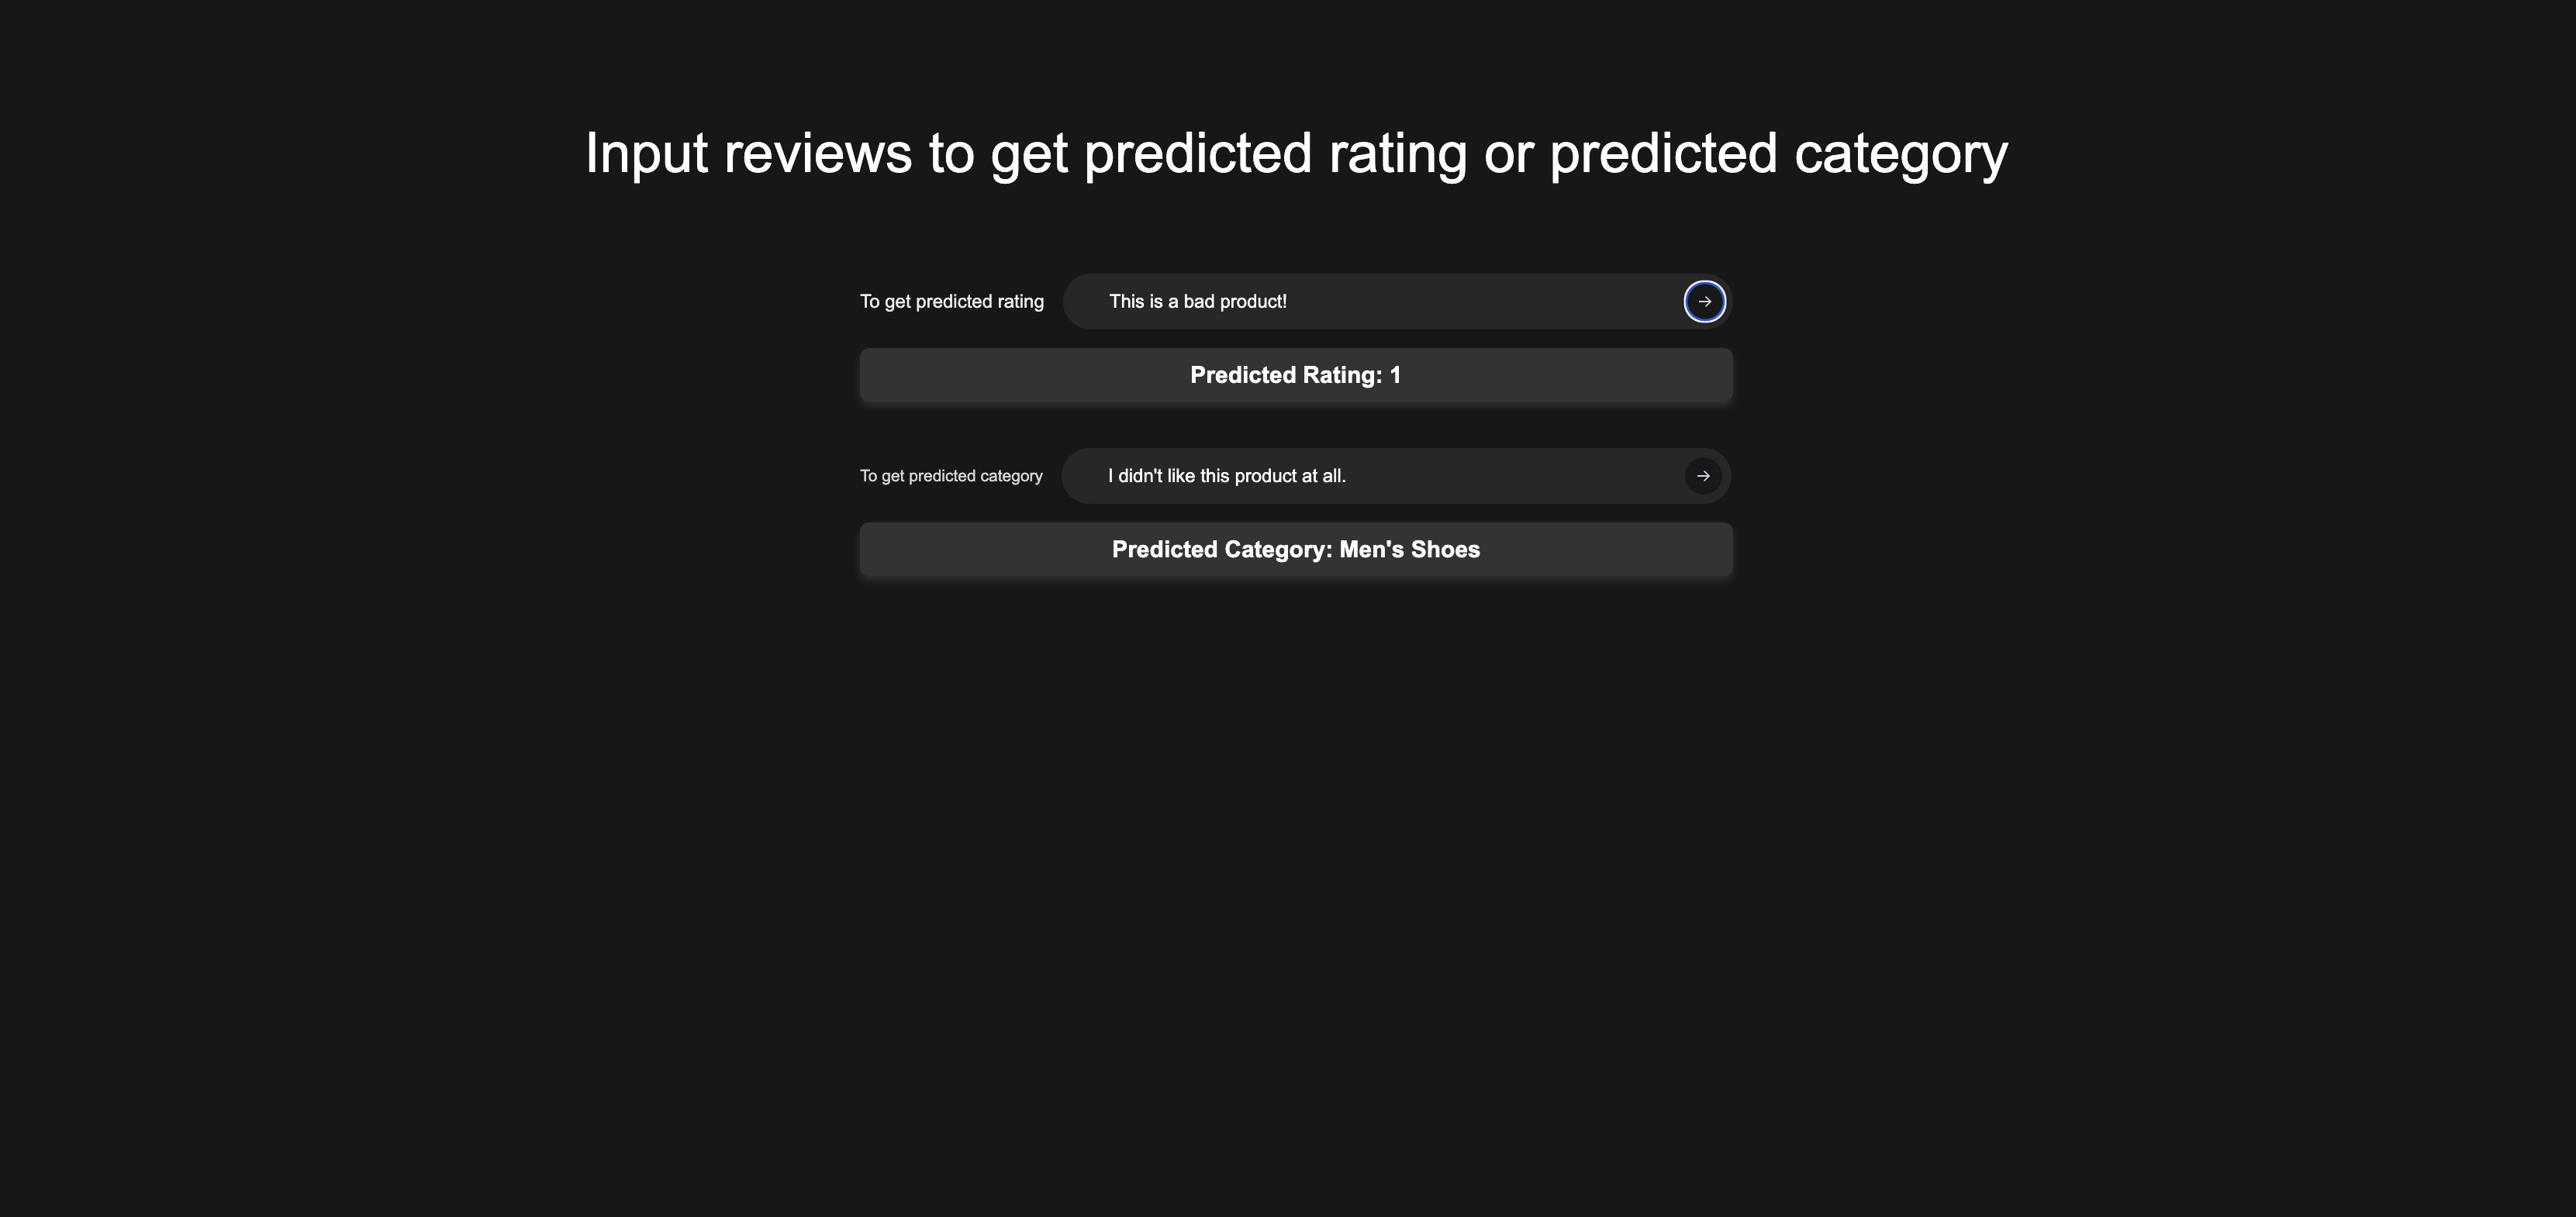 Input reviews to get predicted rating or predicted category
To get predicted rating
This is a bad product!
Predicted Rating: 1
To get predicted category
I didn't like this product at all.
Predicted Category: Men's Shoes